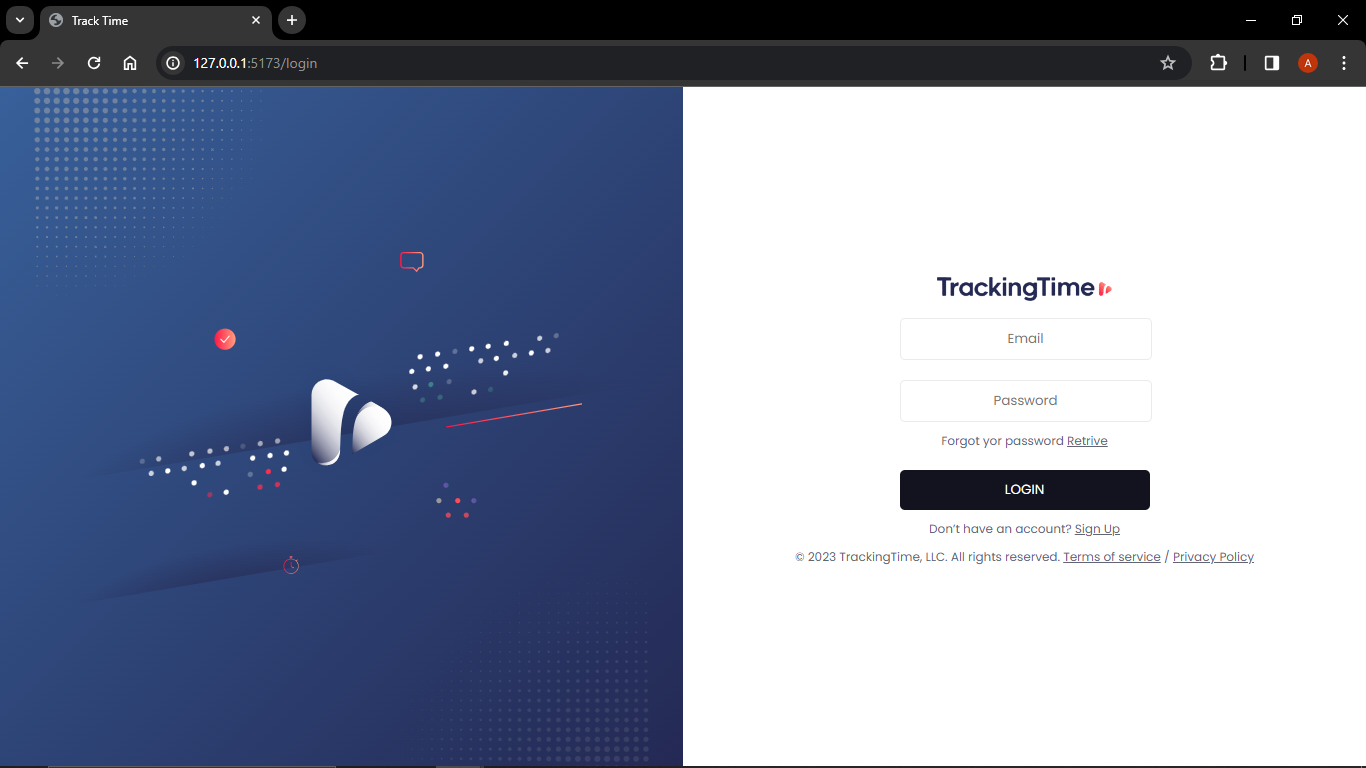 Track Time
127.0.0.1:5173/login
A
TrackingTime
Email
Password
Forgot yor password Retrive
LOGIN
Don't have an account? Sign Up
© 2023 TrackingTime, LLC. All rights reserved. Terms of service / Privacy Policy